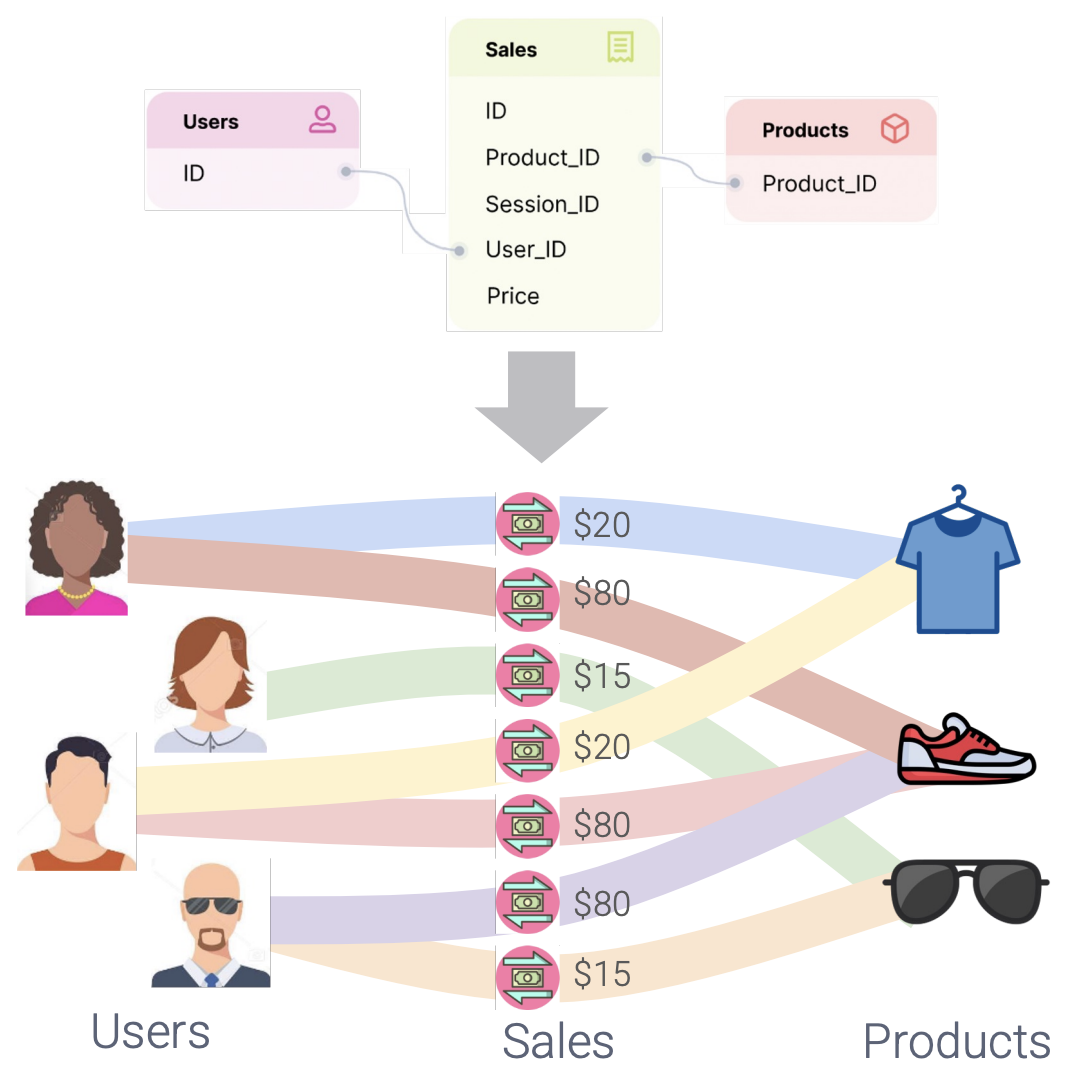 Sales
Users
Products
ID
ID
Product_ID
Product_ID
Session_ID
User_ID
Price
$20
$80
$15
$20
$80
$80
$15
Users
Sales
Products